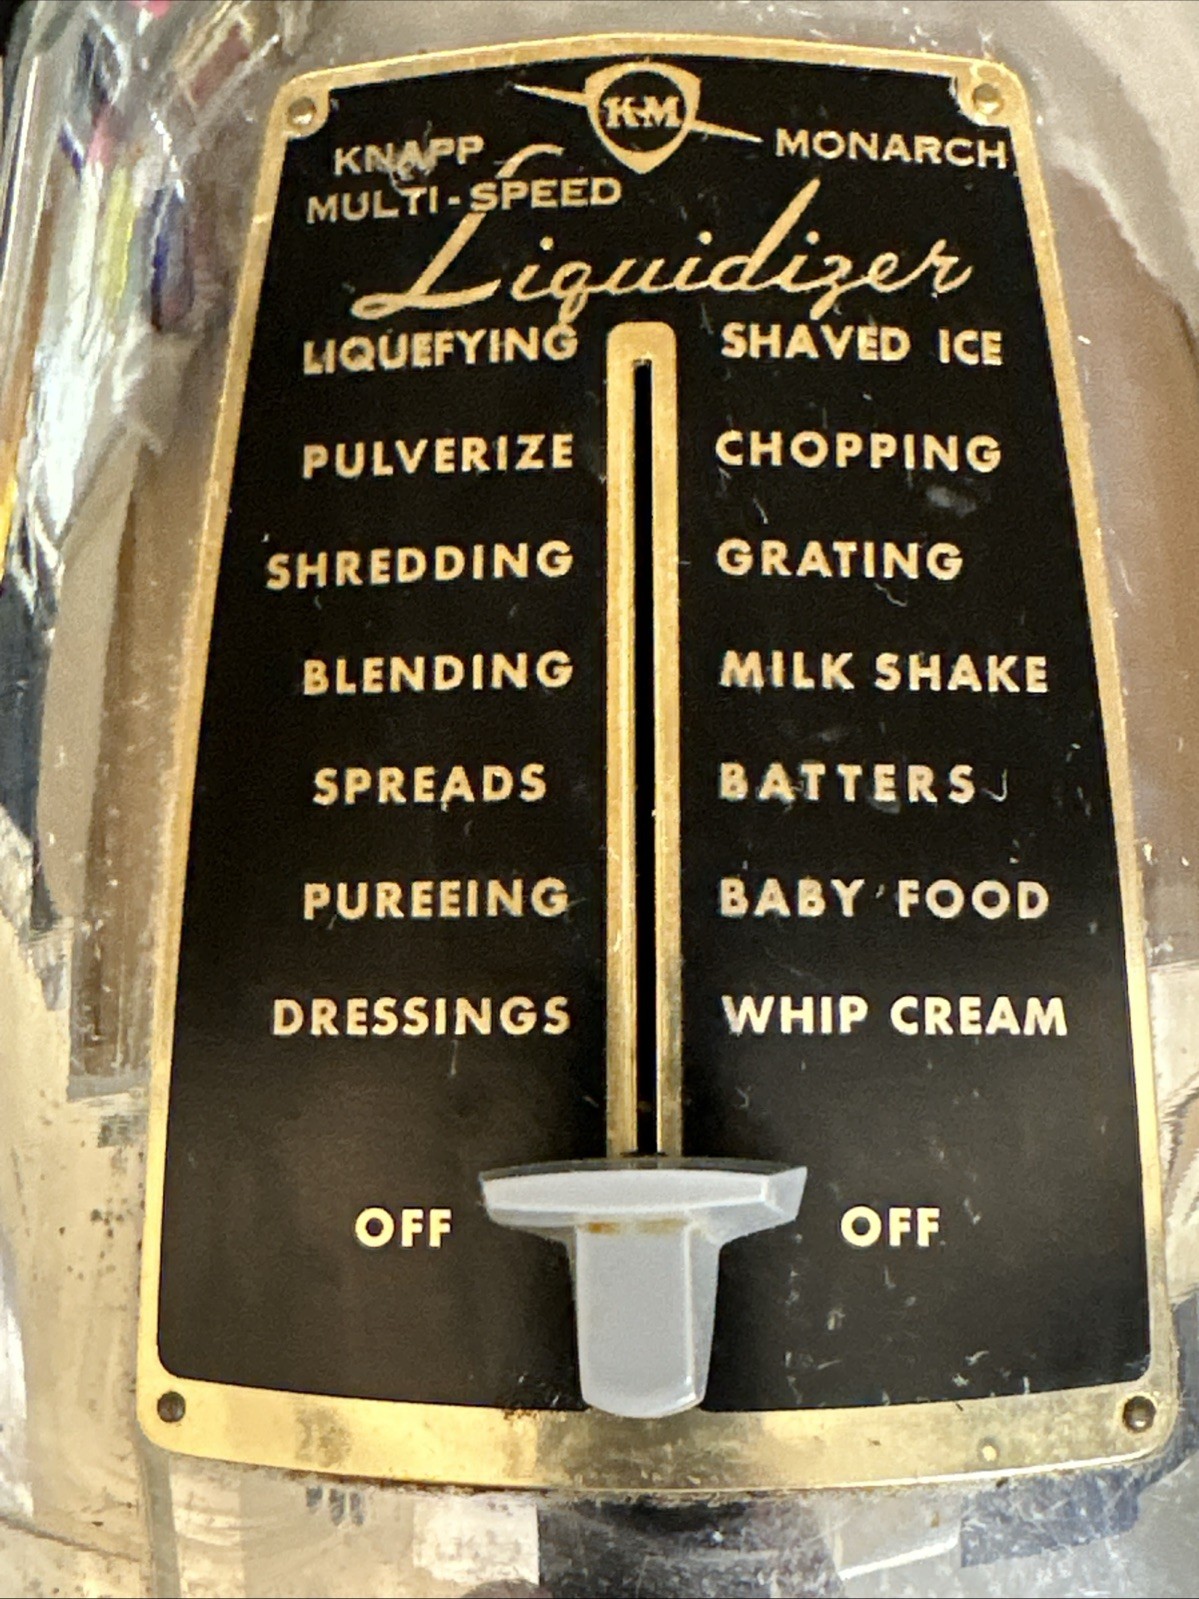 K-M
KNAPP MONARCH
MULTI-SPEED
Liquidizer
LIQUEFYING SHAVED ICE
PULVERIZE CHOPPING
SHREDDING GRATING
BLENDING MILK SHAKE
SPREADS BATTERS
PUREEING BABY FOOD
DRESSINGS WHIP CREAM
OFF OFF